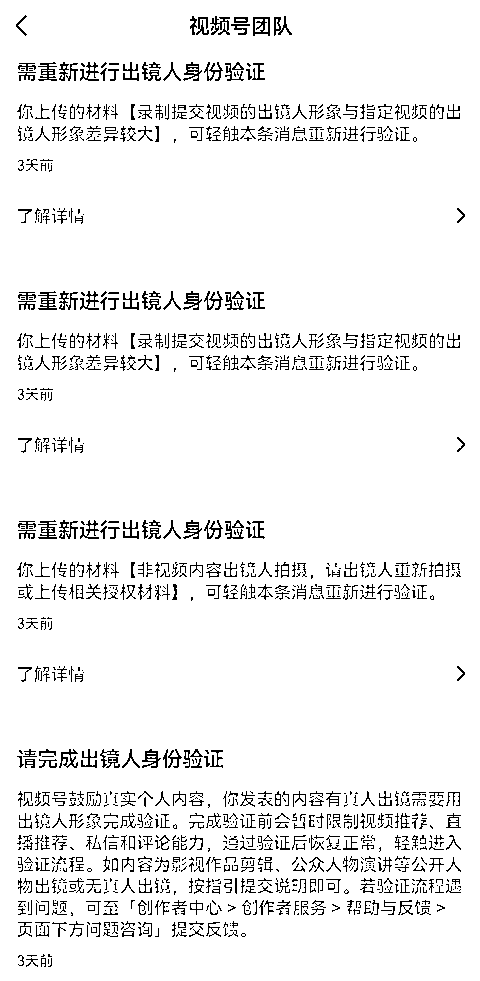 视频号团队
需重新进行出镜人身份验证
你上传的材料【录制提交视频的出镜人形象与指定视频的出
镜人形象差异较大】，可轻触本条消息重新进行验证。
3天前
了解详情
需重新进行出镜人身份验证
你上传的材料【录制提交视频的出镜人形象与指定视频的出
镜人形象差异较大】，可轻触本条消息重新进行验证。
3天前
了解详情
需重新进行出镜人身份验证
你上传的材料【非视频内容出镜人拍摄，请出镜人重新拍摄
或上传相关授权材料】，可轻触本条消息重新进行验证。
3天前
了解详情
请完成出镜人身份验证
视频号鼓励真实个人内容，你发表的内容有真人出镜需要用
出镜人形象完成验证。完成验证前会暂时限制视频推荐、直
播推荐、私信和评论能力，通过验证后恢复正常，轻触进入
验证流程。如内容为影视作品剪辑、公众人物演讲等公开人
物出镜或无真人出镜，按指引提交说明即可。若验证流程遇
到问题，可至「创作者中心 > 创作者服务 > 帮助与反馈 >
页面下方问题咨询」提交反馈。
3天前